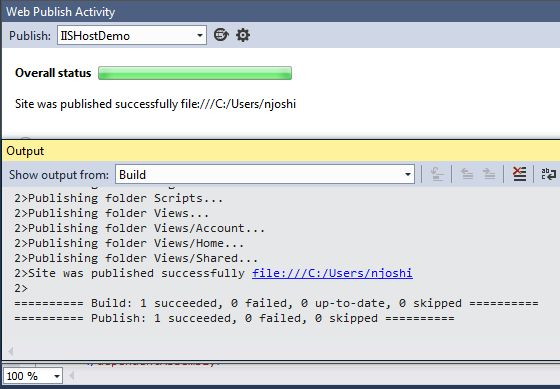 Web Publish Activity
Publish: IISHostDemo
Overall status
Site was published successfully file:///C:/Users/njoshi
Output
Show output from: Build
2>Publishing folder Scripts...
2>Publishing folder Views...
2>Publishing folder Views/Account...
2>Publishing folder Views/Home...
2>Publishing folder Views/Shared...
2>Site was published successfully file:///C:/Users/njoshi
2>
========== Build: 1 succeeded, 0 failed, 0 up-to-date, 0 skipped ==========
========== Publish: 1 succeeded, 0 failed, 0 skipped ==========
100 %